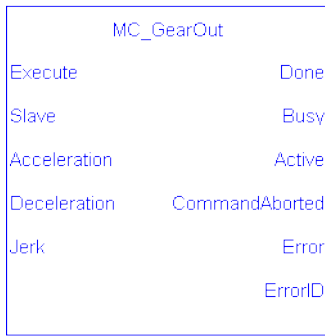 MC_GearOut
Execute Done
Slave Busy
Acceleration Active
Deceleration CommandAborted
Jerk Error
ErrorID